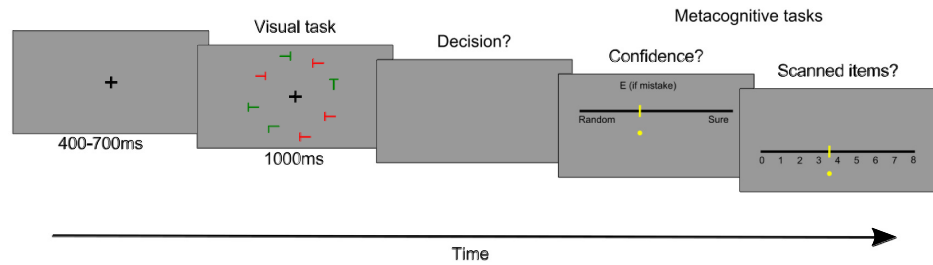 Metacognitive tasks
Visual task
Decision?
Confidence?
Scanned items?
E (if mistake)
Random Sure
0 1 2 3 4 5 6 7 8
400-700ms
1000ms
Time